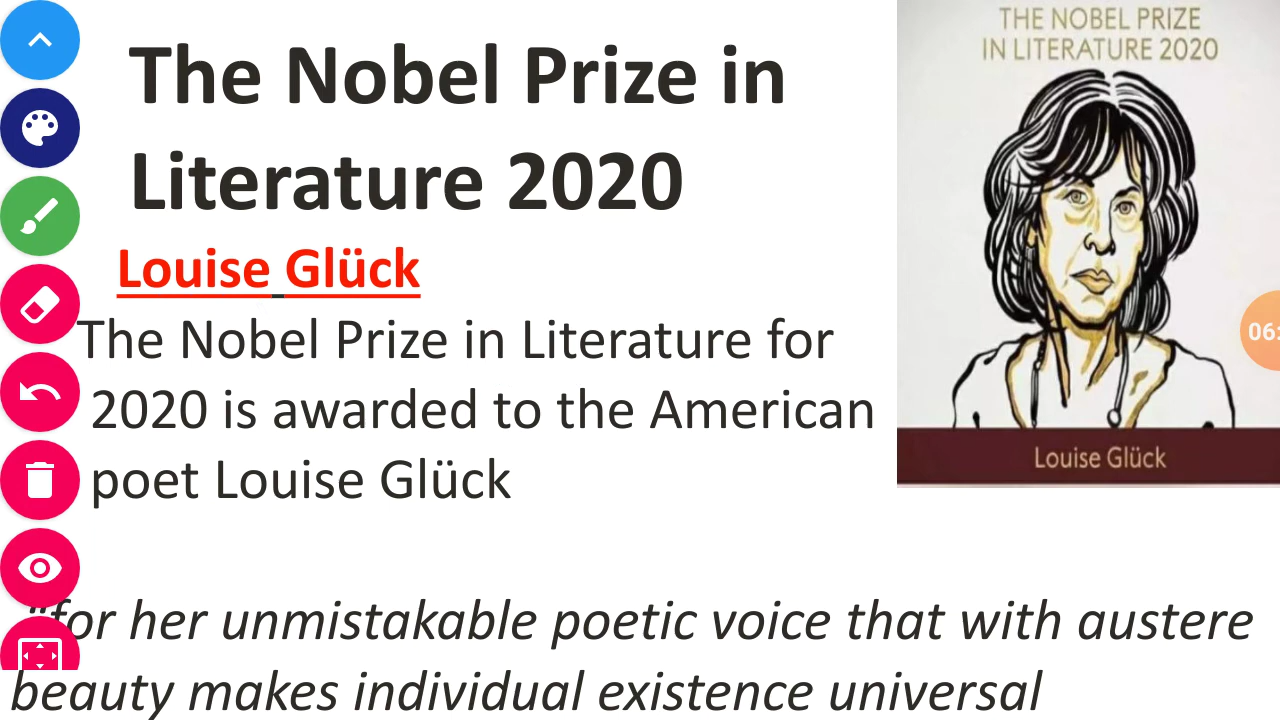 The Nobel Prize in
Literature 2020
Louise Glück
The Nobel Prize in Literature for
2020 is awarded to the American
poet Louise Glück
"for her unmistakable poetic voice that with austere
beauty makes individual existence universal
THE NOBEL PRIZE
IN LITERATURE 2020
Louise Glück
06: